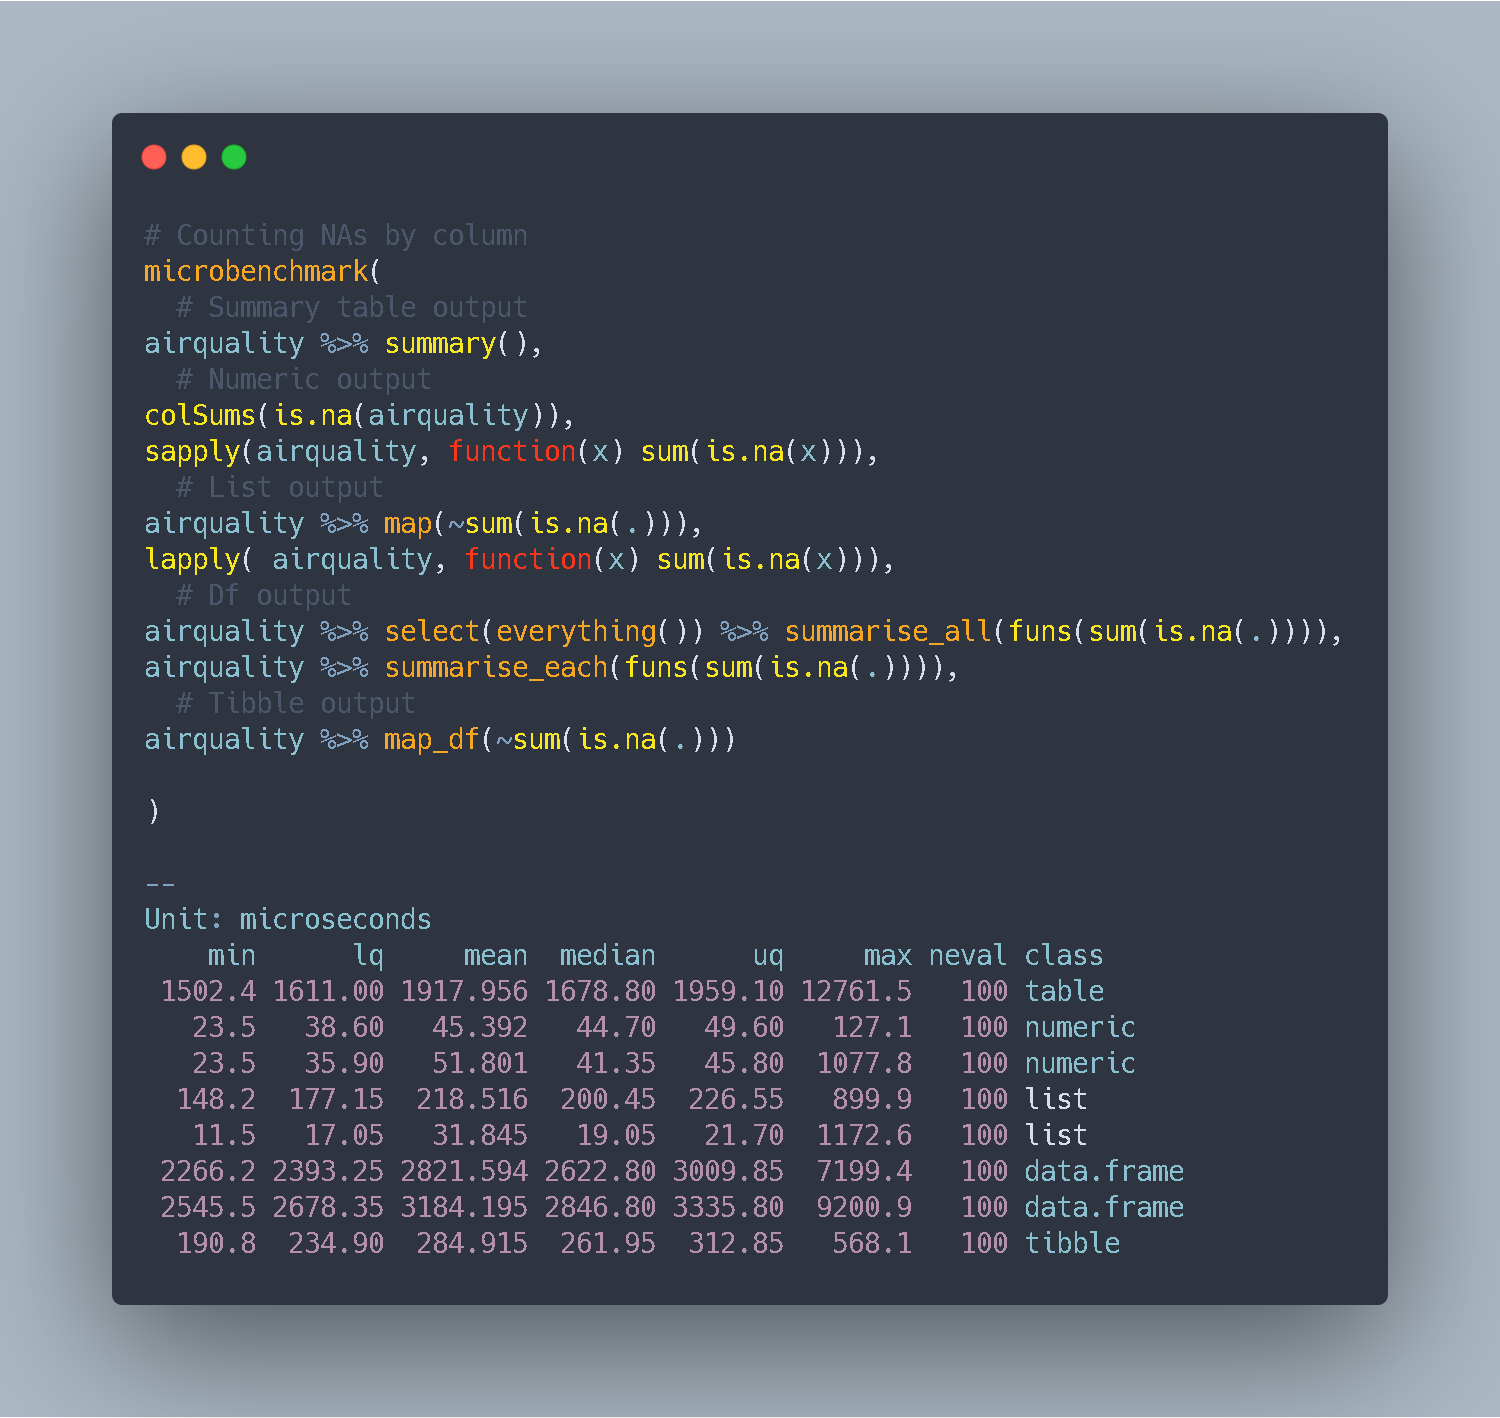 # Counting NAs by column
microbenchmark(
  # Summary table output
airquality %>% summary(),
  # Numeric output
colSums(is.na(airquality)),
sapply(airquality, function(x) sum(is.na(x))),
  # List output
airquality %>% map(~sum(is.na(.))),
lapply( airquality, function(x) sum(is.na(x))),
  # Df output
airquality %>% select(everything()) %>% summarise_all(funs(sum(is.na(.)))),
airquality %>% summarise_each(funs(sum(is.na(.)))),
  # Tibble output
airquality %>% map_df(~sum(is.na(.)))
)
--
Unit: microseconds
    min      lq     mean  median      uq     max neval class
 1502.4 1611.00 1917.956 1678.80 1959.10 12761.5   100 table
   23.5   38.60   45.392   44.70   49.60   127.1   100 numeric
   23.5   35.90   51.801   41.35   45.80  1077.8   100 numeric
  148.2  177.15  218.516  200.45  226.55   899.9   100 list
   11.5   17.05   31.845   19.05   21.70  1172.6   100 list
 2266.2 2393.25 2821.594 2622.80 3009.85  7199.4   100 data.frame
 2545.5 2678.35 3184.195 2846.80 3335.80  9200.9   100 data.frame
  190.8  234.90  284.915  261.95  312.85   568.1   100 tibble